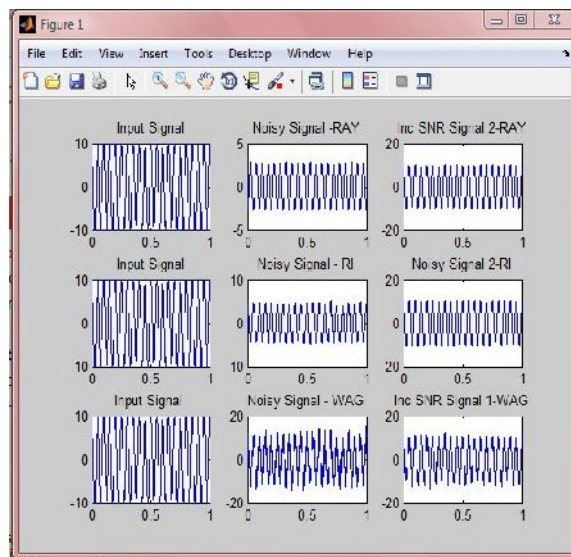 Figure 1
File Edit View Insert Tools Desktop Window Help
Input Signal Noisy Signal -RAY Inc SNR Signal 2-RAY
10 5 20
0 0 0
-10 -5 -20
0 0.5 1 0 0.5 1 0 0.5 1
Input Signal Noisy Signal - RI Noisy Signal 2-RI
10 10 20
0 0 0
10 10 20
0 0.5 1 0 0.5 1 0 0.5 1
Input Signal Noisy Signal - WAG Inc SNR Signal 1-WAG
10 20 20
0 0 0
-10 -20 -20
0 0.5 1 0 0.5 1 0 0.5 1